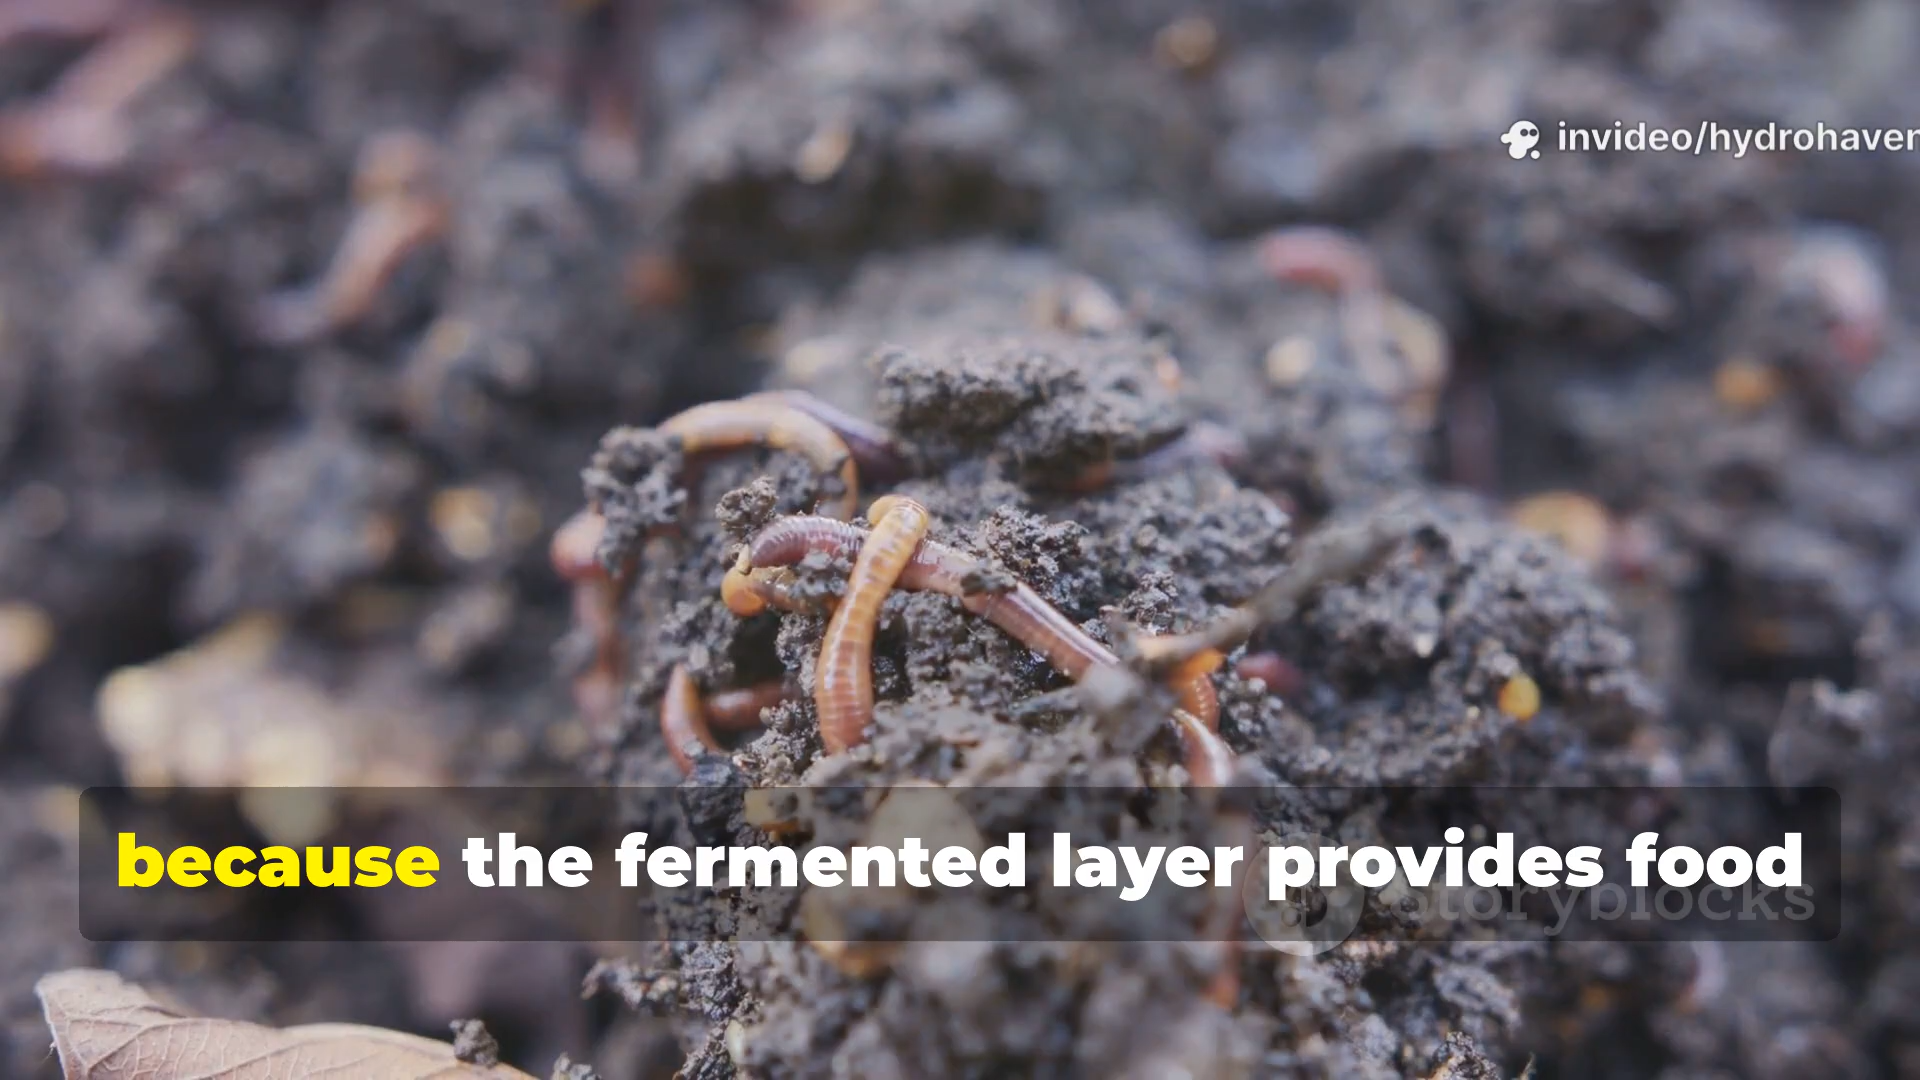 invideo/hydrohaven
because the fermented layer provides food
Storyblocks